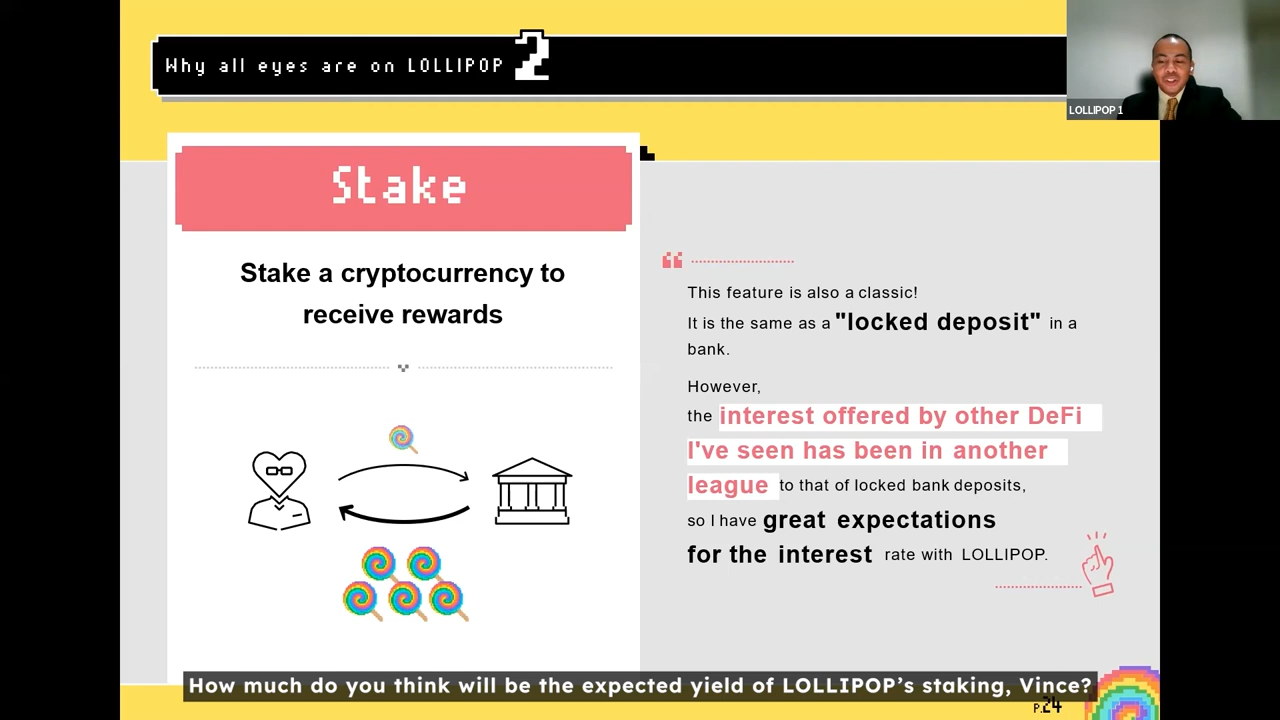 Why all eyes are on LOLLIPOP 2
LOLLIPOP 1
Stake
Stake a cryptocurrency to
receive rewards
“
This feature is also a classic!
It is the same as a "locked deposit" in a
bank.
However,
the interest offered by other DeFi
I've seen has been in another
league to that of locked bank deposits,
so I have great expectations
for the interest rate with LOLLIPOP.
How much do you think will be the expected yield of LOLLIPOP’s staking, Vince?
P.24